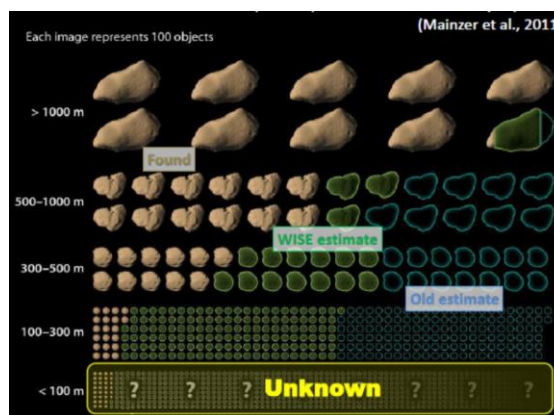 (Mainzer et al., 2011
Each image represents 100 objects
> 1000 m
Found
500–1000 m
WISE estimate
300–500 m
Old estimate
100–300 m
< 100 m
? ? ? Unknown ? ? ?